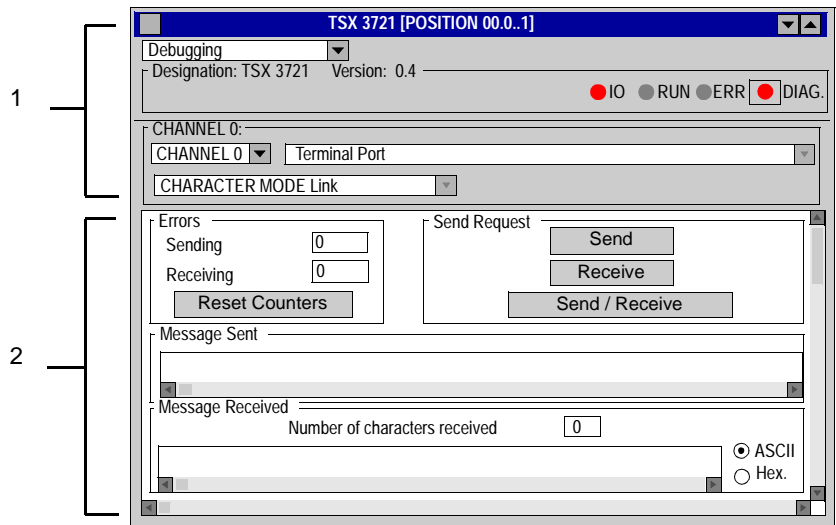 TSX 3721 [POSITION 00.0..1]
Debugging
Designation: TSX 3721 Version: 0.4
IO RUN ERR DIAG.
1
CHANNEL 0:
CHANNEL 0 Terminal Port
CHARACTER MODE Link
Errors
Send Request
Sending 0
Send
Receiving 0
Receive
Reset Counters
Send / Receive
Message Sent
2
Message Received
Number of characters received 0
ASCII
Hex.